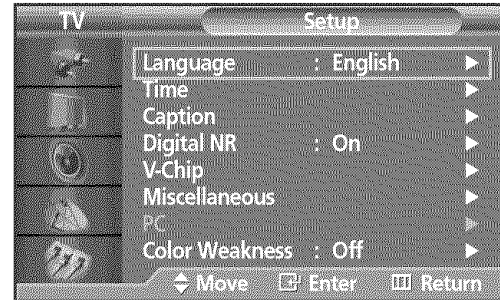 TV Setup
Language : English
Time
Caption
Digital NR : On
V-Chip
Miscellaneous
PC
Color Weakness : Off
Move Enter Return